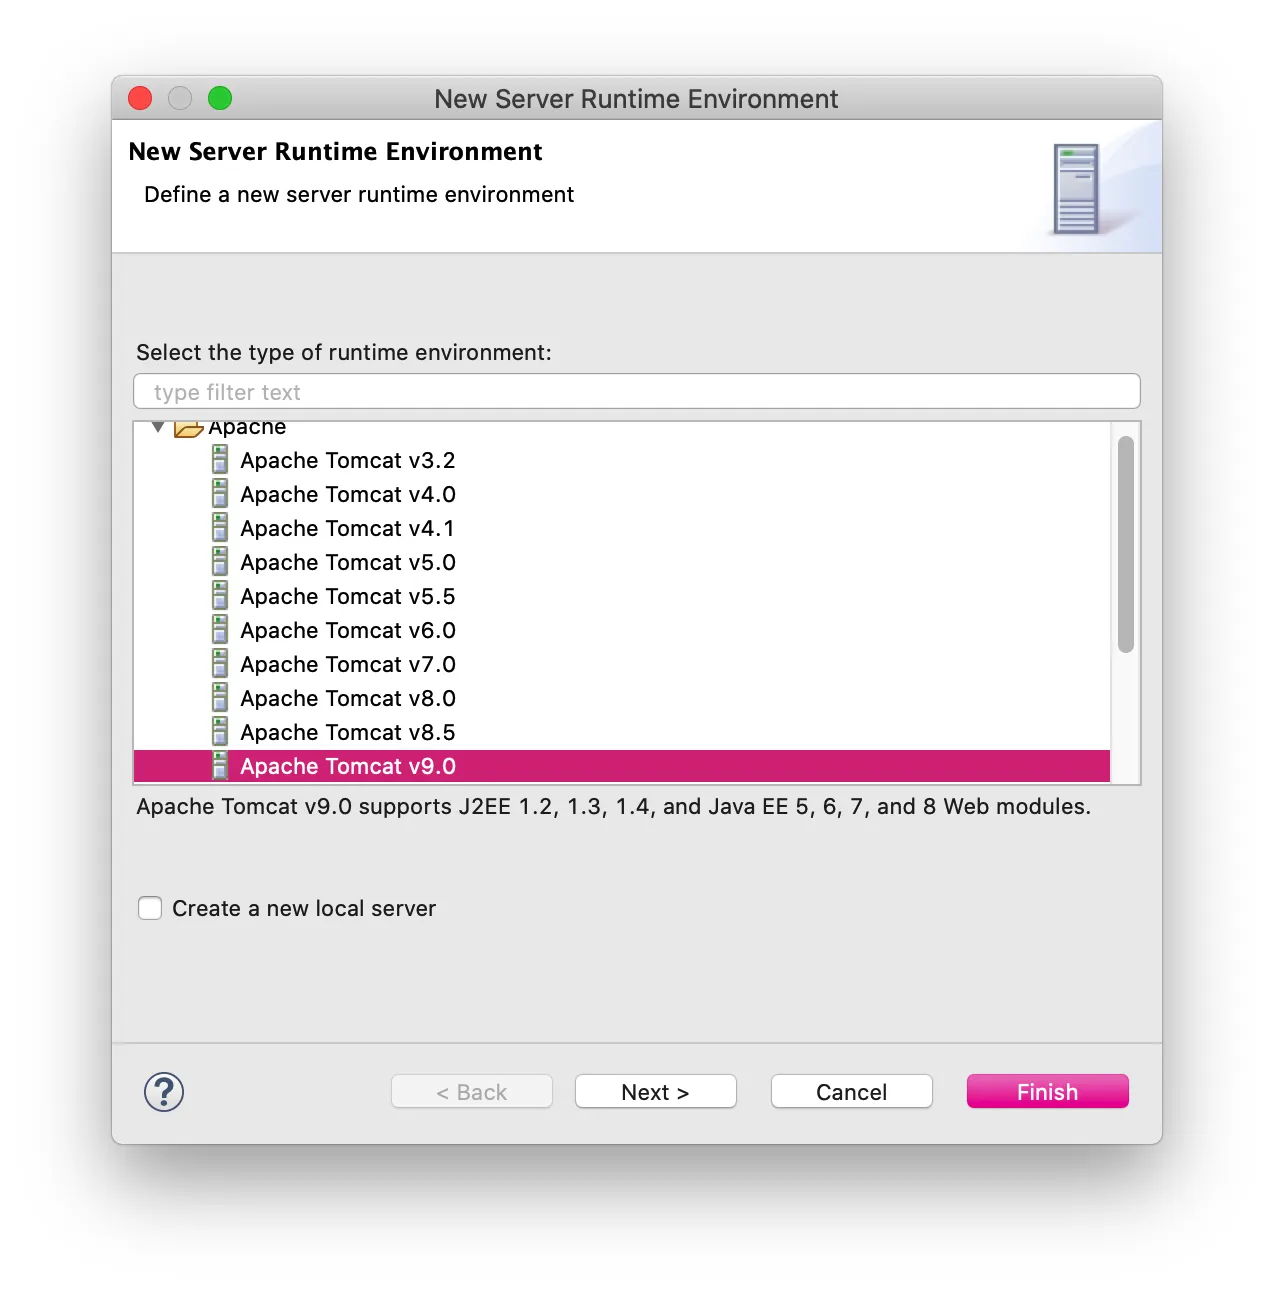 New Server Runtime Environment
New Server Runtime Environment
Define a new server runtime environment
Select the type of runtime environment:
type filter text
Apache
Apache Tomcat v3.2
Apache Tomcat v4.0
Apache Tomcat v4.1
Apache Tomcat v5.0
Apache Tomcat v5.5
Apache Tomcat v6.0
Apache Tomcat v7.0
Apache Tomcat v8.0
Apache Tomcat v8.5
Apache Tomcat v9.0
Apache Tomcat v9.0 supports J2EE 1.2, 1.3, 1.4, and Java EE 5, 6, 7, and 8 Web modules.
Create a new local server
? < Back Next > Cancel Finish